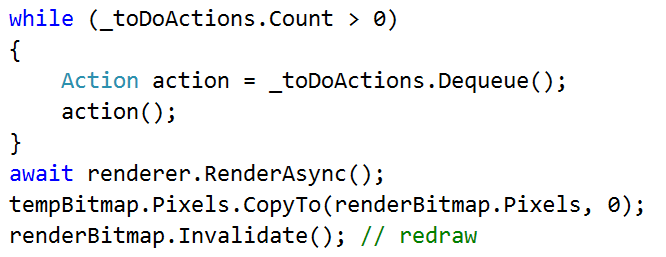 while (_toDoActions.Count > 0)
{
    Action action = _toDoActions.Dequeue();
    action();
}
await renderer.RenderAsync();
tempBitmap.Pixels.CopyTo(renderBitmap.Pixels, 0);
renderBitmap.Invalidate(); // redraw